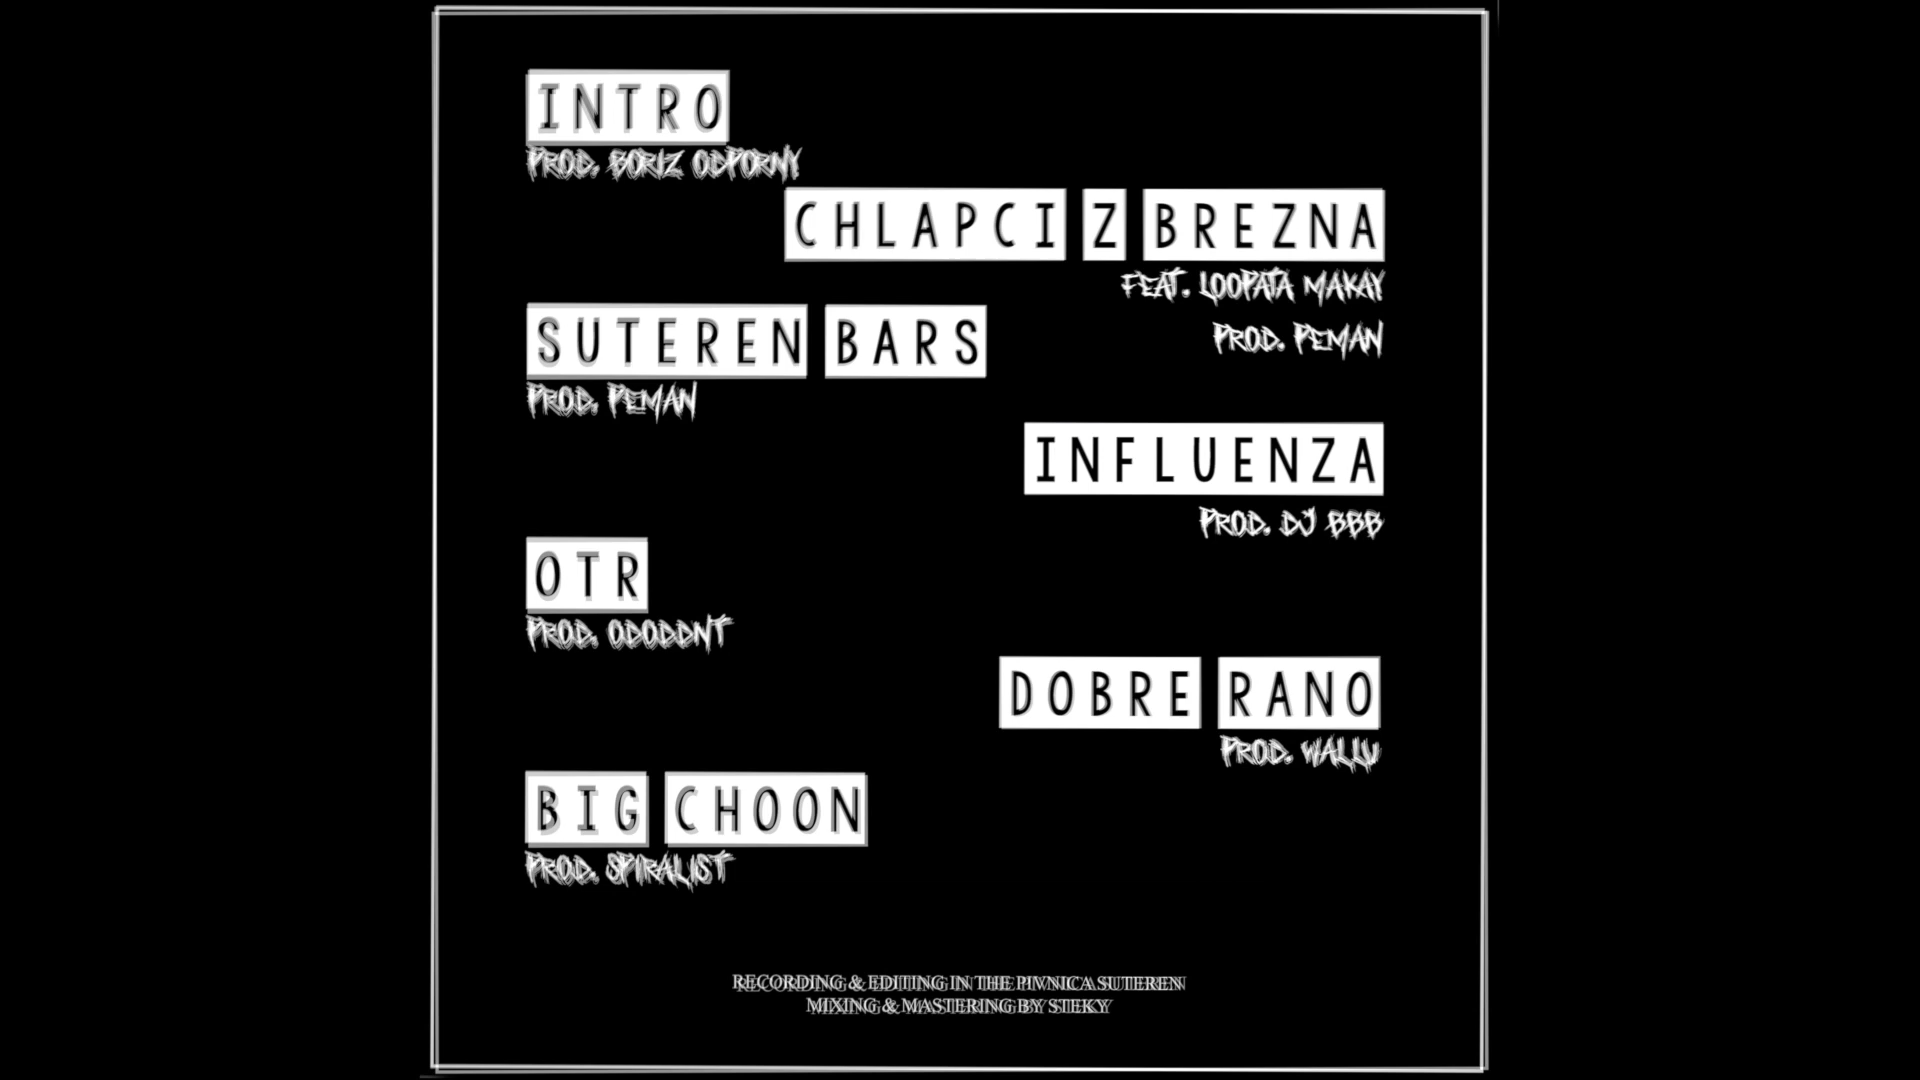 INTRO
PROD. BORIZ ODPORNY
CHLAPCI Z BREZNA
FEAT. LOOPATA MAKAY
PROD. PEMAN
SUTEREN BARS
PROD. PEMAN
INFLUENZA
PROD. DJ BBB
OTR
PROD. ODODDNT
DOBRE RANO
PROD. WALLU
BIG CHOON
PROD. SPIRALIST
RECORDING & EDITING IN THE PIVNICA SUTEREN
MIXING & MASTERING BY STEKY